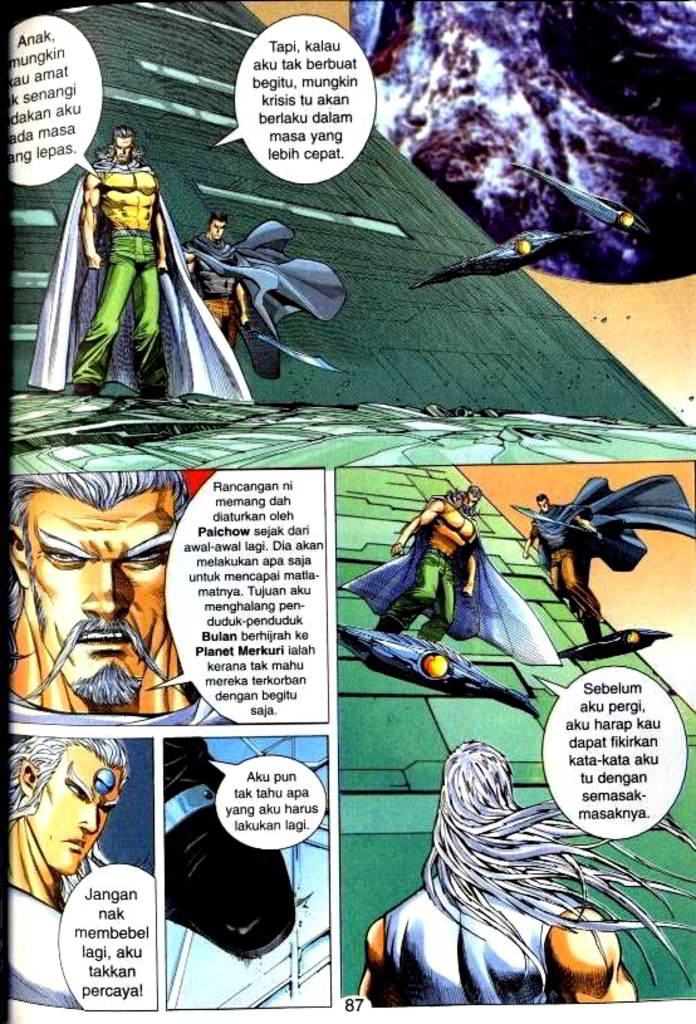 Anak,
mungkin
kau amat
senangi
aku
masa
lepas.
Tapi, kalau
aku tak berbuat
begitu, mungkin
krisis tu akan
berlaku dalam
masa yang
lebih cepat.
Rancangan ni
memang dah
diaturkan oleh
Paichow sejak dari
awal-awal lagi. Dia akan
melakukan apa saja
untuk mencapai matla-
matnya. Tujuan aku
menghalang pen-
duduk-penduduk
Bulan berhijrah ke
Planet Merkuri ialah
kerana tak mahu
mereka terkorban
dengan begitu
saja.
Sebelum
aku pergi,
aku harap kau
dapat fikirkan
kata-kata aku
tu dengan
semasak-
masaknya.
Jangan
nak
membebel
lagi, aku
takkan
percaya!
Aku pun
tak tahu apa
yang aku harus
lakukan lagi.
87